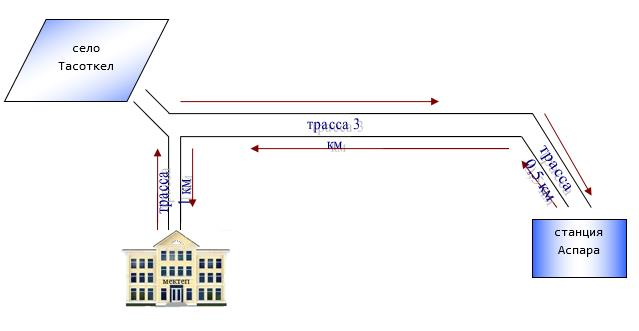 село
Тасоткел
трасса 3
км
трасса
0,5 км
трасса
1 км
станция
Аспара
мектеп